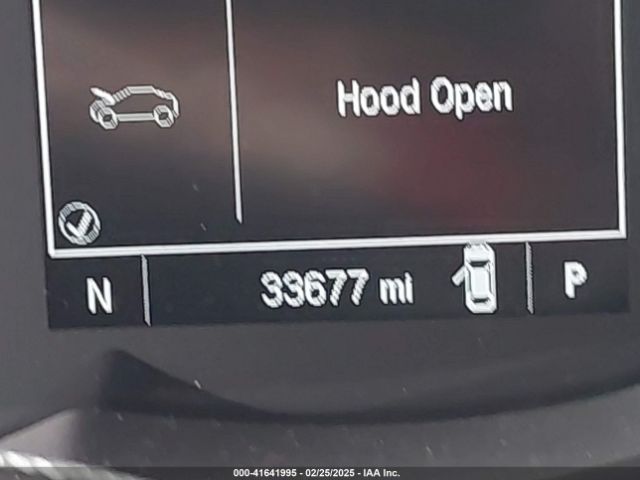 Hood Open
N 33677 mi P
000-41641995 - 02/25/2025 - IAA Inc.